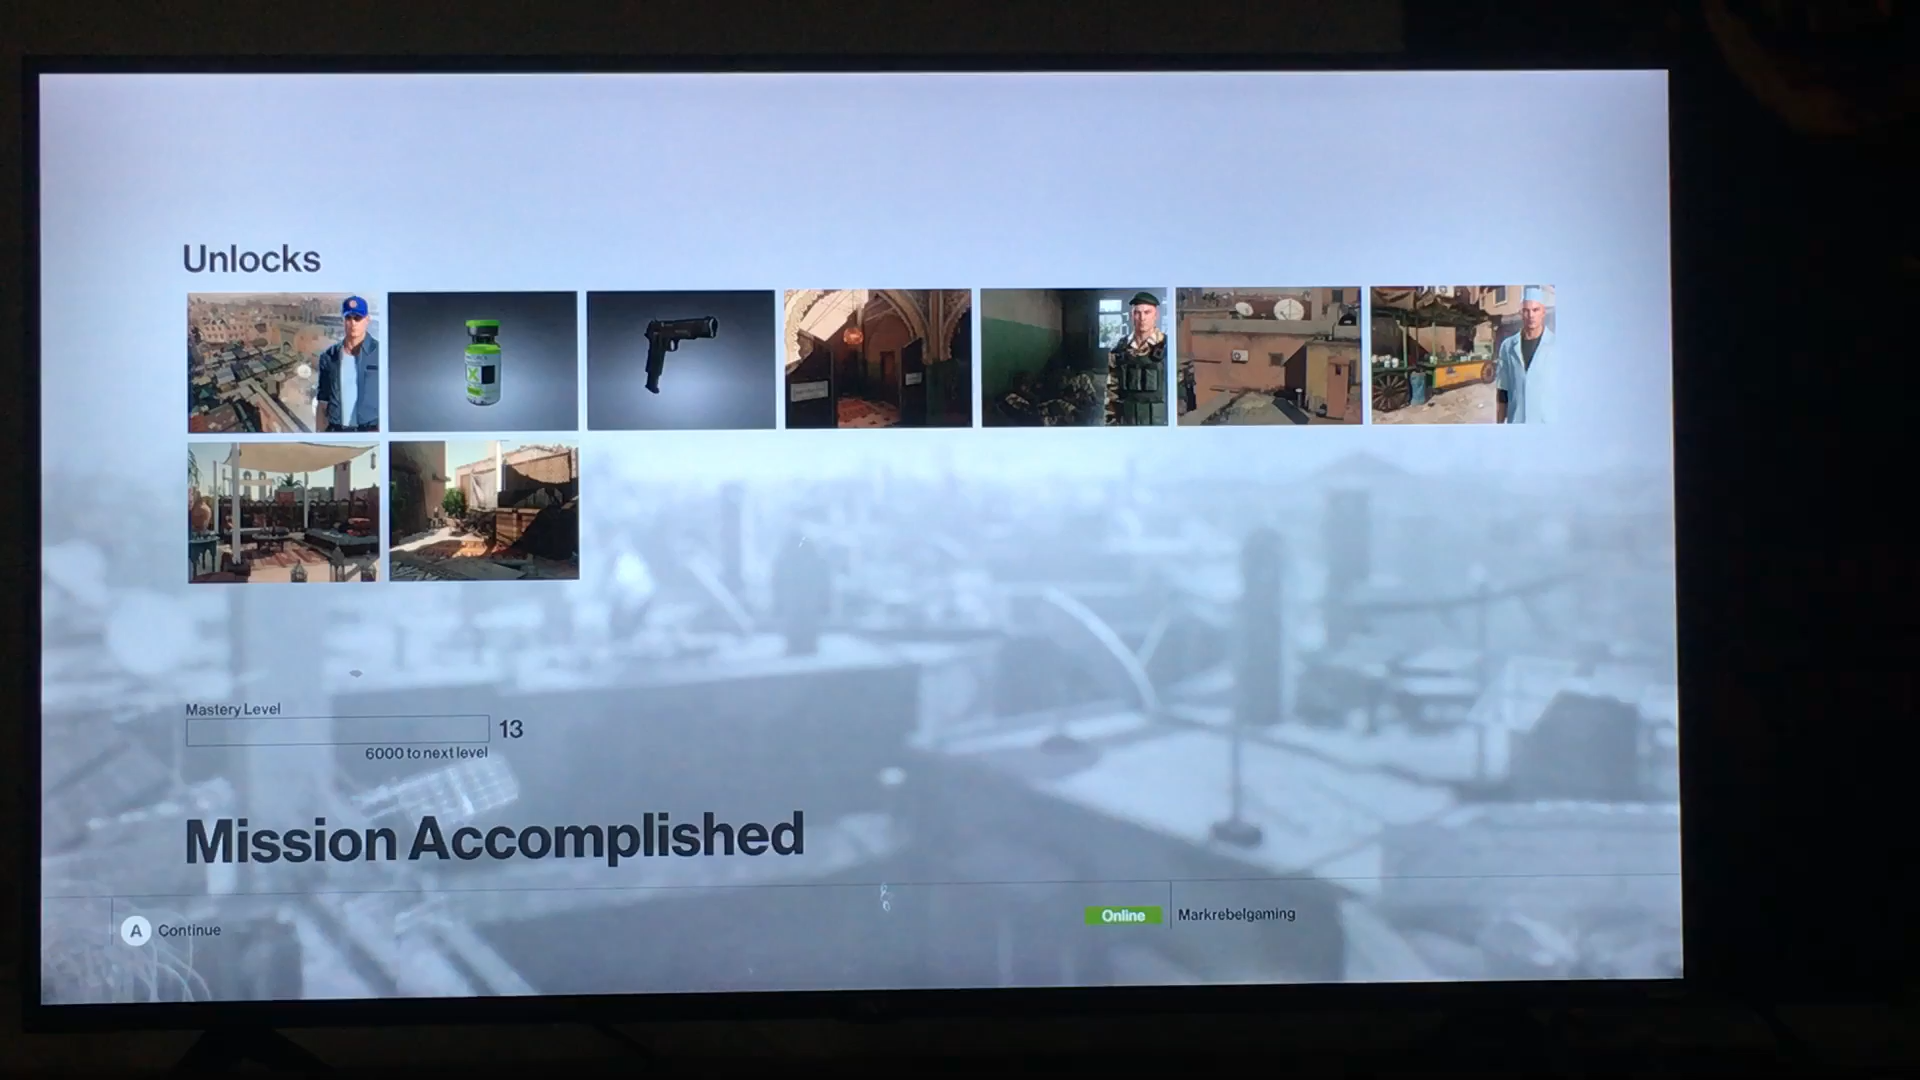 Unlocks
Mastery Level
13
6000 to next level
Mission Accomplished
A Continue
Online
Markrebelgaming